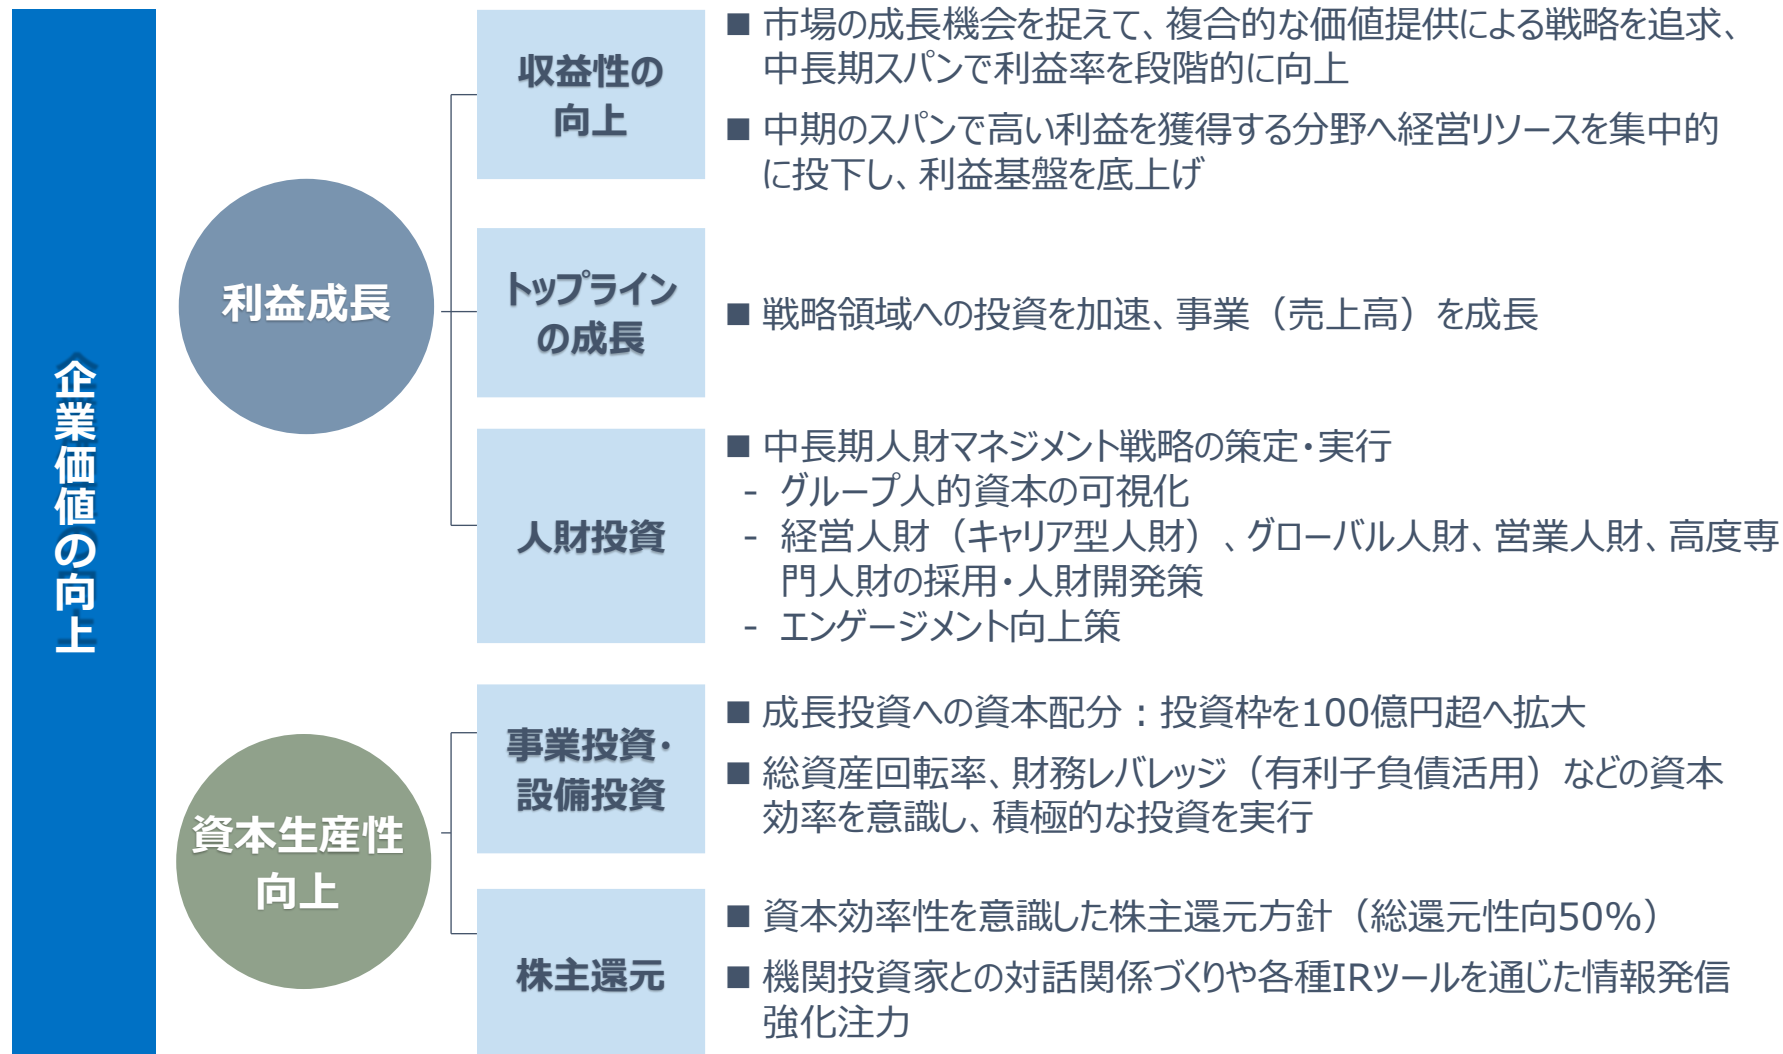 企業価値の向上
利益成長
収益性の
向上
■ 市場の成長機会を捉えて、複合的な価値提供による戦略を追求、
中長期スパンで利益率を段階的に向上
■ 中期のスパンで高い利益を獲得する分野へ経営リソースを集中的
に投下し、利益基盤を底上げ
トップライン
の成長
■ 戦略領域への投資を加速、事業（売上高）を成長
人財投資
■ 中長期人財マネジメント戦略の策定・実行
- グループ人的資本の可視化
- 経営人財（キャリア型人財）、グローバル人財、営業人財、高度専
門人財の採用・人財開発策
- エンゲージメント向上策
資本生産性
向上
事業投資・
設備投資
■ 成長投資への資本配分：投資枠を100億円超へ拡大
■ 総資産回転率、財務レバレッジ（有利子負債活用）などの資本
効率を意識し、積極的な投資を実行
株主還元
■ 資本効率性を意識した株主還元方針（総還元性向50%）
■ 機関投資家との対話関係づくりや各種IRツールを通じた情報発信
強化注力